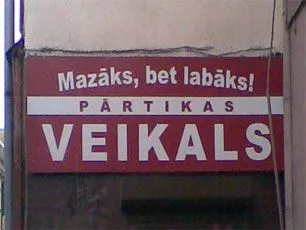 Mazāks, bet labāks!
PĀRTIKAS
VEIKALS